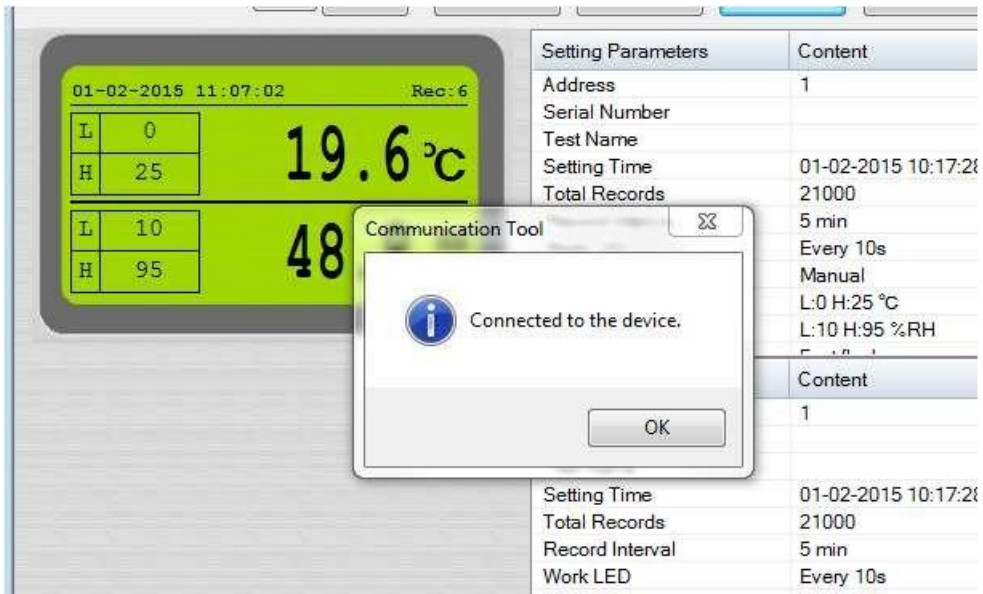 01-02-2015 11:07:02 Rec:6
L 0
H 25
19.6 °C
L 10
H 95
48.
Setting Parameters Content
Address 1
Serial Number
Test Name
Setting Time 01-02-2015 10:17:28
Total Records 21000
5 min
Every 10s
Manual
L:0 H:25 °C
L:10 H:95 %RH
Communication Tool
Connected to the device.
OK
Content
1
Setting Time 01-02-2015 10:17:28
Total Records 21000
Record Interval 5 min
Work LED Every 10s